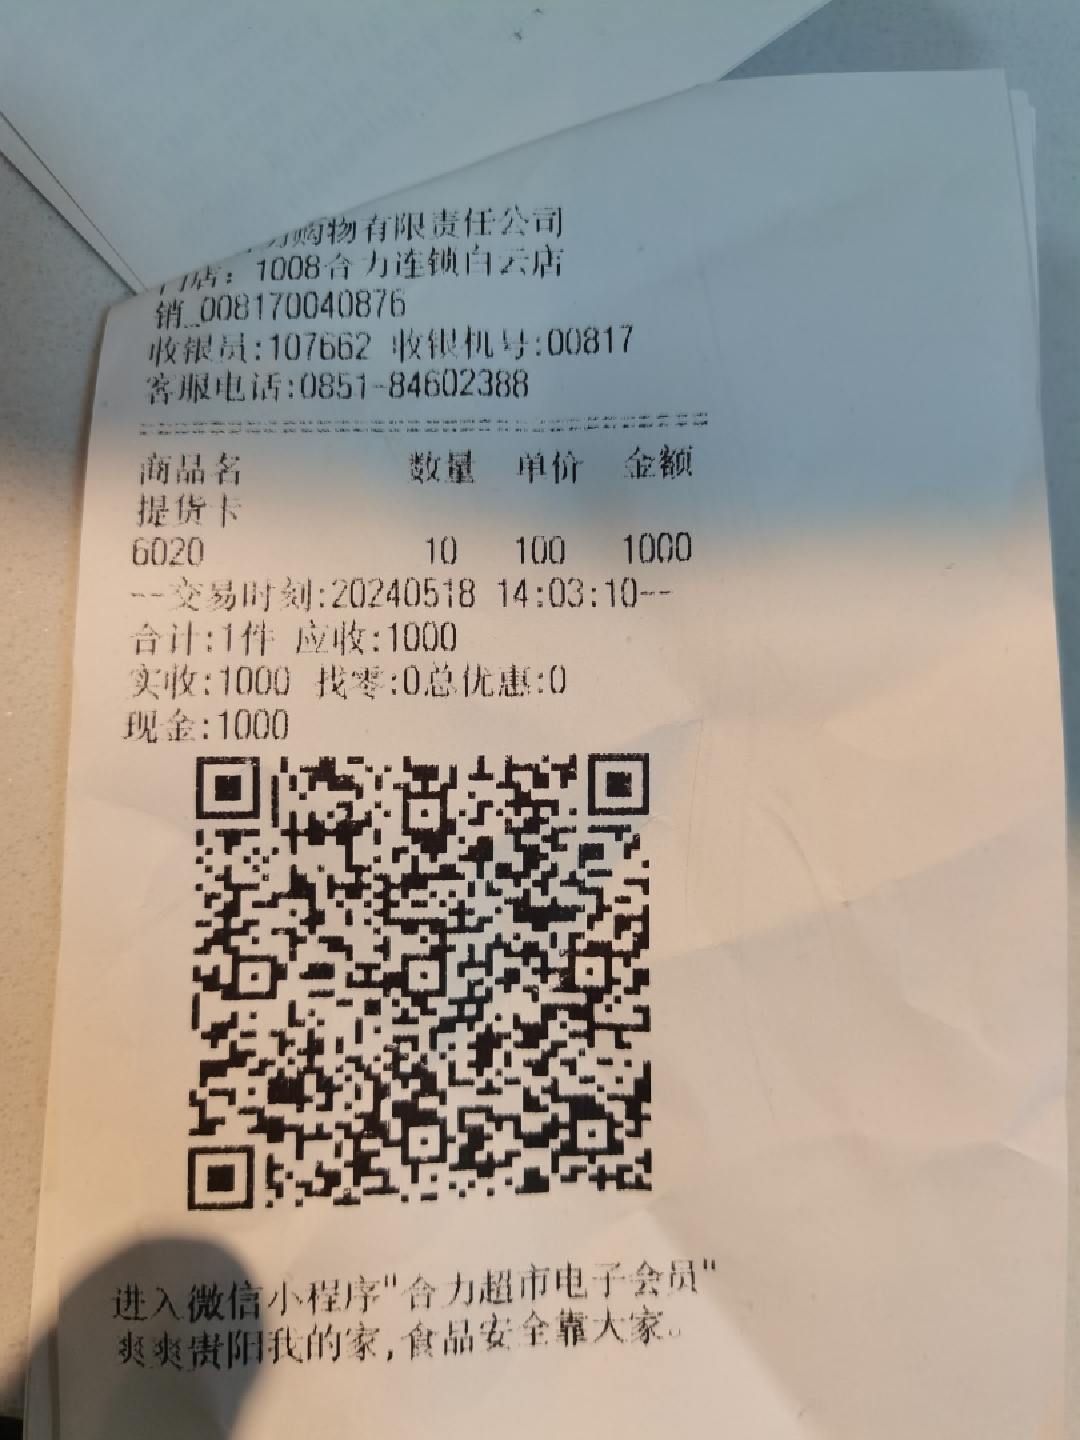 购物有限责任公司
门店：1008合力连锁白云店
销_008170040876
收银员:107662 收银机号:00817
客服电话:0851-84602388
商品名 数量 单价 金额
提货卡
6020 10 100 1000
--交易时刻:20240518 14:03:10--
合计:1件 应收:1000
实收:1000 找零:0总优惠:0
现金:1000
进入微信小程序"合力超市电子会员"
爽爽贵阳我的家,食品安全靠大家。